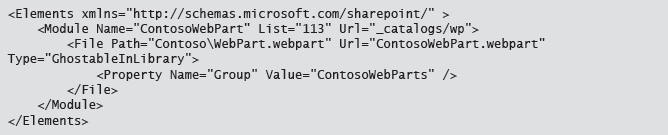 <Elements xmlns="http://schemas.microsoft.com/sharepoint/" >
    <Module Name="ContosoWebPart" List="113" Url="_catalogs/wp">
        <File Path="Contoso\WebPart.webpart" Url="ContosoWebPart.webpart"
Type="GhostableInLibrary">
            <Property Name="Group" Value="ContosoWebParts" />
        </File>
    </Module>
</Elements>